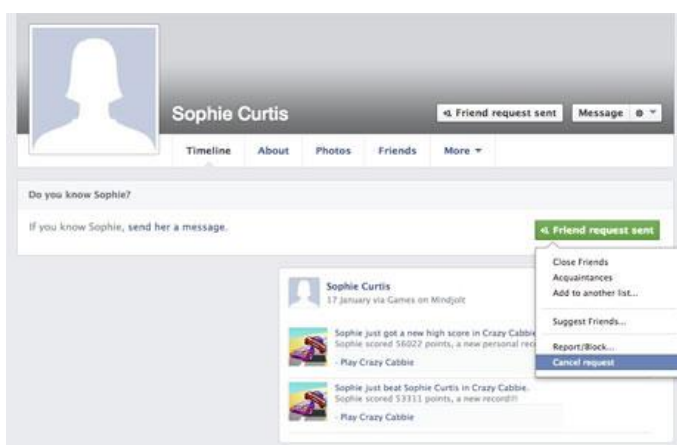 Sophie Curtis
Friend request sent
Message
Timeline About Photos Friends More
Do you know Sophie?
If you know Sophie, send her a message.
Friend request sent
Close Friends
Acquaintances
Add to another list...
Suggest Friends...
Report/Block...
Cancel request
Sophie Curtis
17 January via Games on Mindjolt
Sophie just got a new high score in Crazy Cabbie
Sophie scored 56022 points, a new personal rec
- Play Crazy Cabbie
Sophie just beat Sophie Curtis in Crazy Cabbie.
Sophie scored 53311 points, a new record!!!
- Play Crazy Cabbie